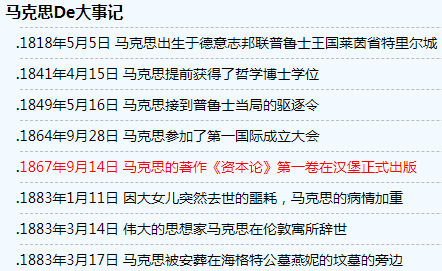 马克思De大事记
.1818年5月5日 马克思出生于德意志邦联普鲁士王国莱茵省特里尔城
.1841年4月15日 马克思提前获得了哲学博士学位
.1849年5月16日 马克思接到普鲁士当局的驱逐令
.1864年9月28日 马克思参加了第一国际成立大会
.1867年9月14日 马克思的著作《资本论》第一卷在汉堡正式出版
.1883年1月11日 因大女儿突然去世的噩耗，马克思的病情加重
.1883年3月14日 伟大的思想家马克思在伦敦寓所辞世
.1883年3月17日 马克思被安葬在海格特公墓燕妮的坟墓的旁边